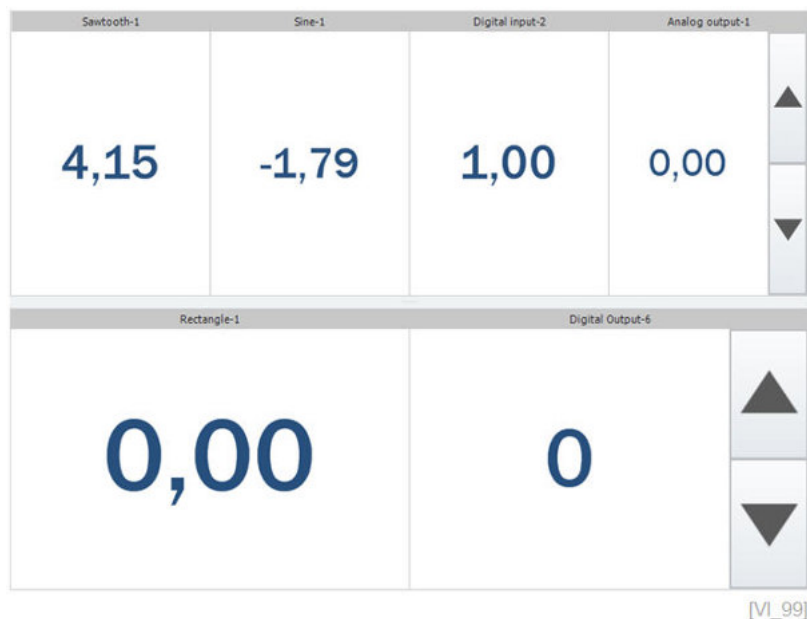 Sawtooth-1 Sine-1 Digital input-2 Analog output-1
4,15 -1,79 1,00 0,00
Rectangle-1 Digital Output-6
0,00 0
[VI_99]